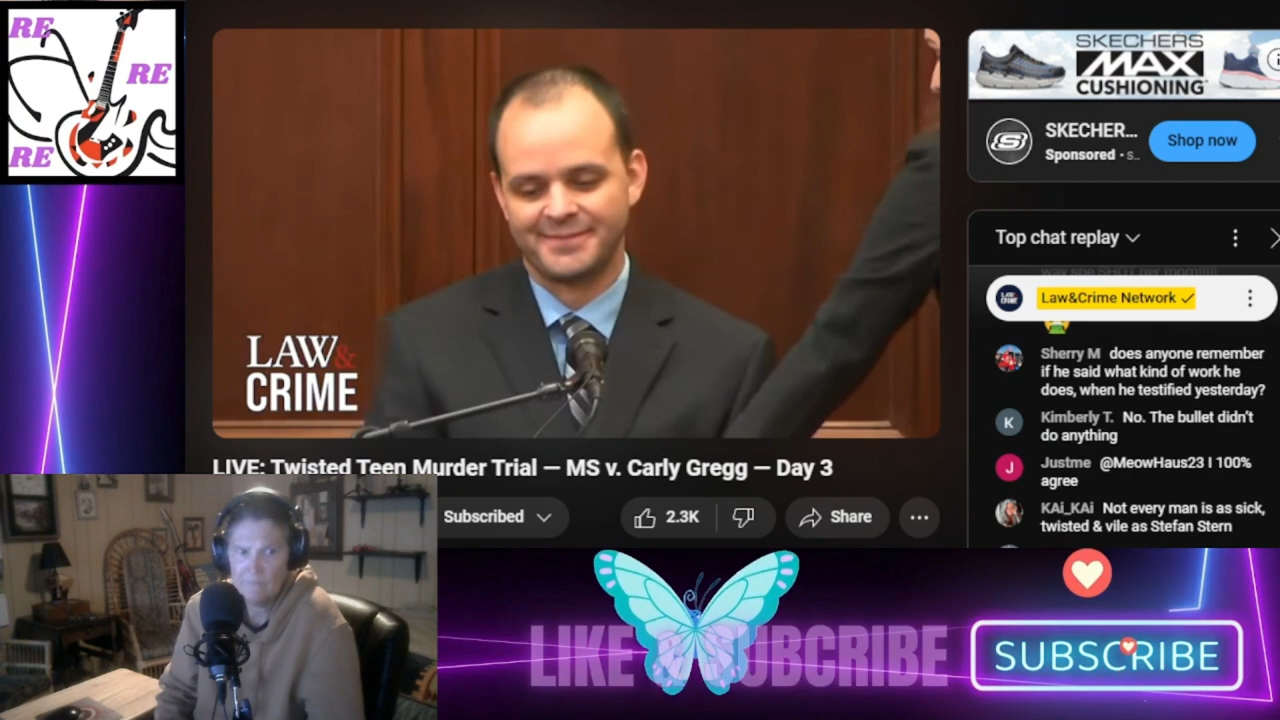 RE
RE
RE
LAW&
CRIME
LIVE: Twisted Teen Murder Trial — MS v. Carly Gregg — Day 3
Subscribed
2.3K
Share
SKECHERS
MAX
CUSHIONING
SKECHER...
Sponsored · s..
Shop now
Top chat replay
Law&Crime Network
Sherry M does anyone remember
if he said what kind of work he
does, when he testified yesterday?
K
Kimberly T. No. The bullet didn't
do anything
J
Justme @MeowHaus23 I 100%
agree
KAi_KAi Not every man is as sick,
twisted & vile as Stefan Stern
LIKE & SUBCRIBE
SUBSCRIBE